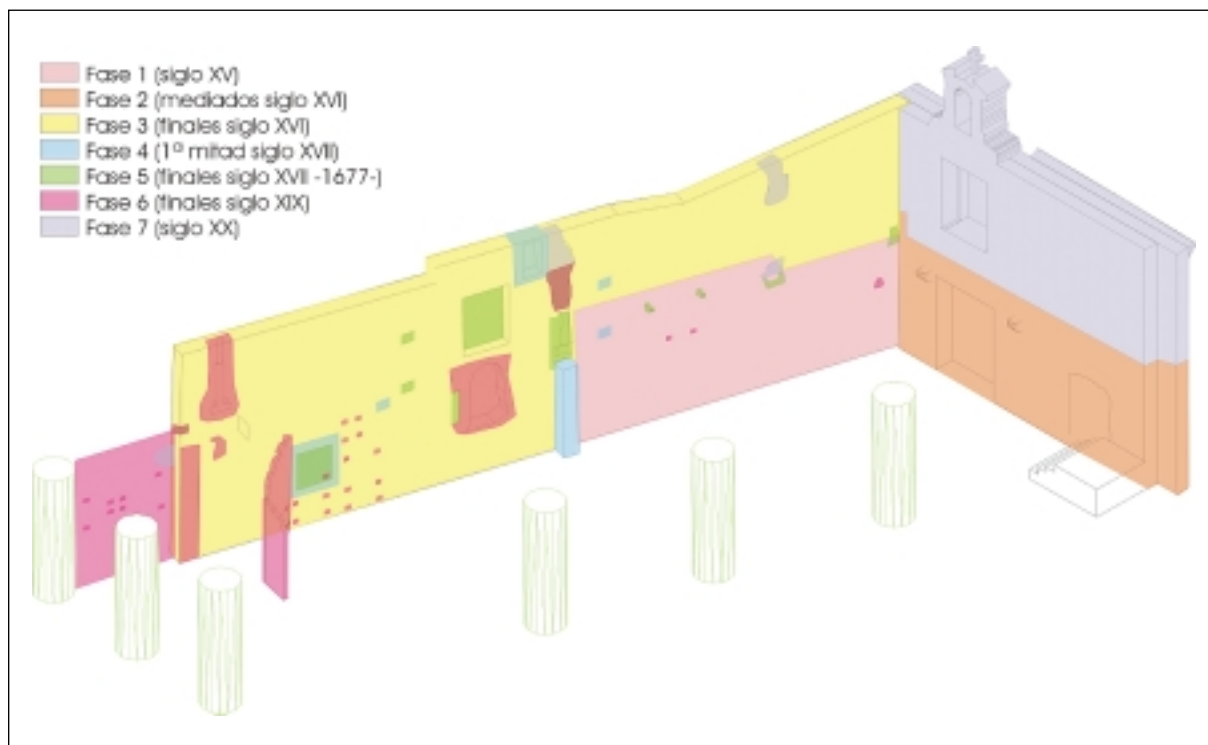 Fase 1 (siglo XV)
Fase 2 (mediados siglo XVI)
Fase 3 (finales siglo XVI)
Fase 4 (1º mitad siglo XVII)
Fase 5 (finales siglo XVII -1677-)
Fase 6 (finales siglo XIX)
Fase 7 (siglo XX)